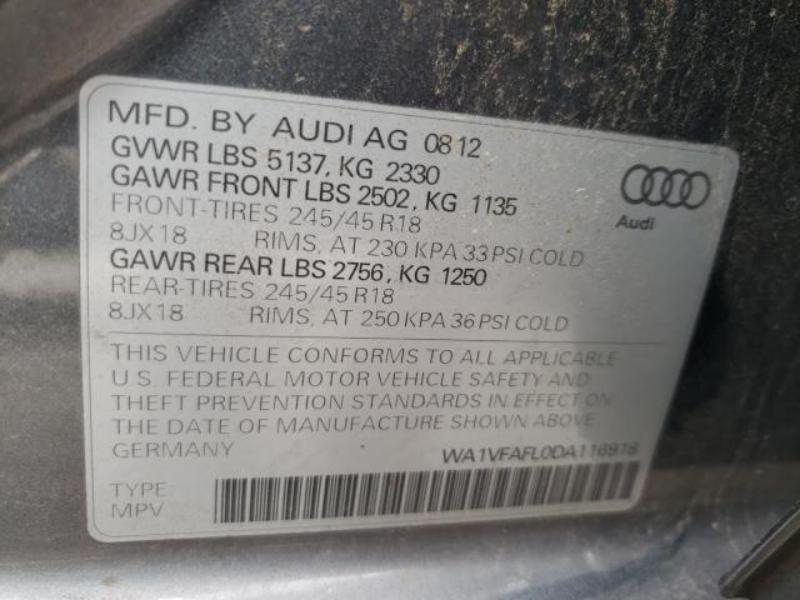 MFD. BY AUDI AG 0812
GVWR LBS 5137, KG 2330
GAWR FRONT LBS 2502, KG 1135
FRONT-TIRES 245/45 R18
8JX18 RIMS, AT 230 KPA 33 PSI COLD
GAWR REAR LBS 2756, KG 1250
REAR-TIRES 245/45 R18
8JX18 RIMS, AT 250 KPA 36 PSI COLD
Audi
THIS VEHICLE CONFORMS TO ALL APPLICABLE
U.S. FEDERAL MOTOR VEHICLE SAFETY AND
THEFT PREVENTION STANDARDS IN EFFECT ON
THE DATE OF MANUFACTURE SHOWN ABOVE
GERMANY WA1VFAFL0DA116918
TYPE
MPV